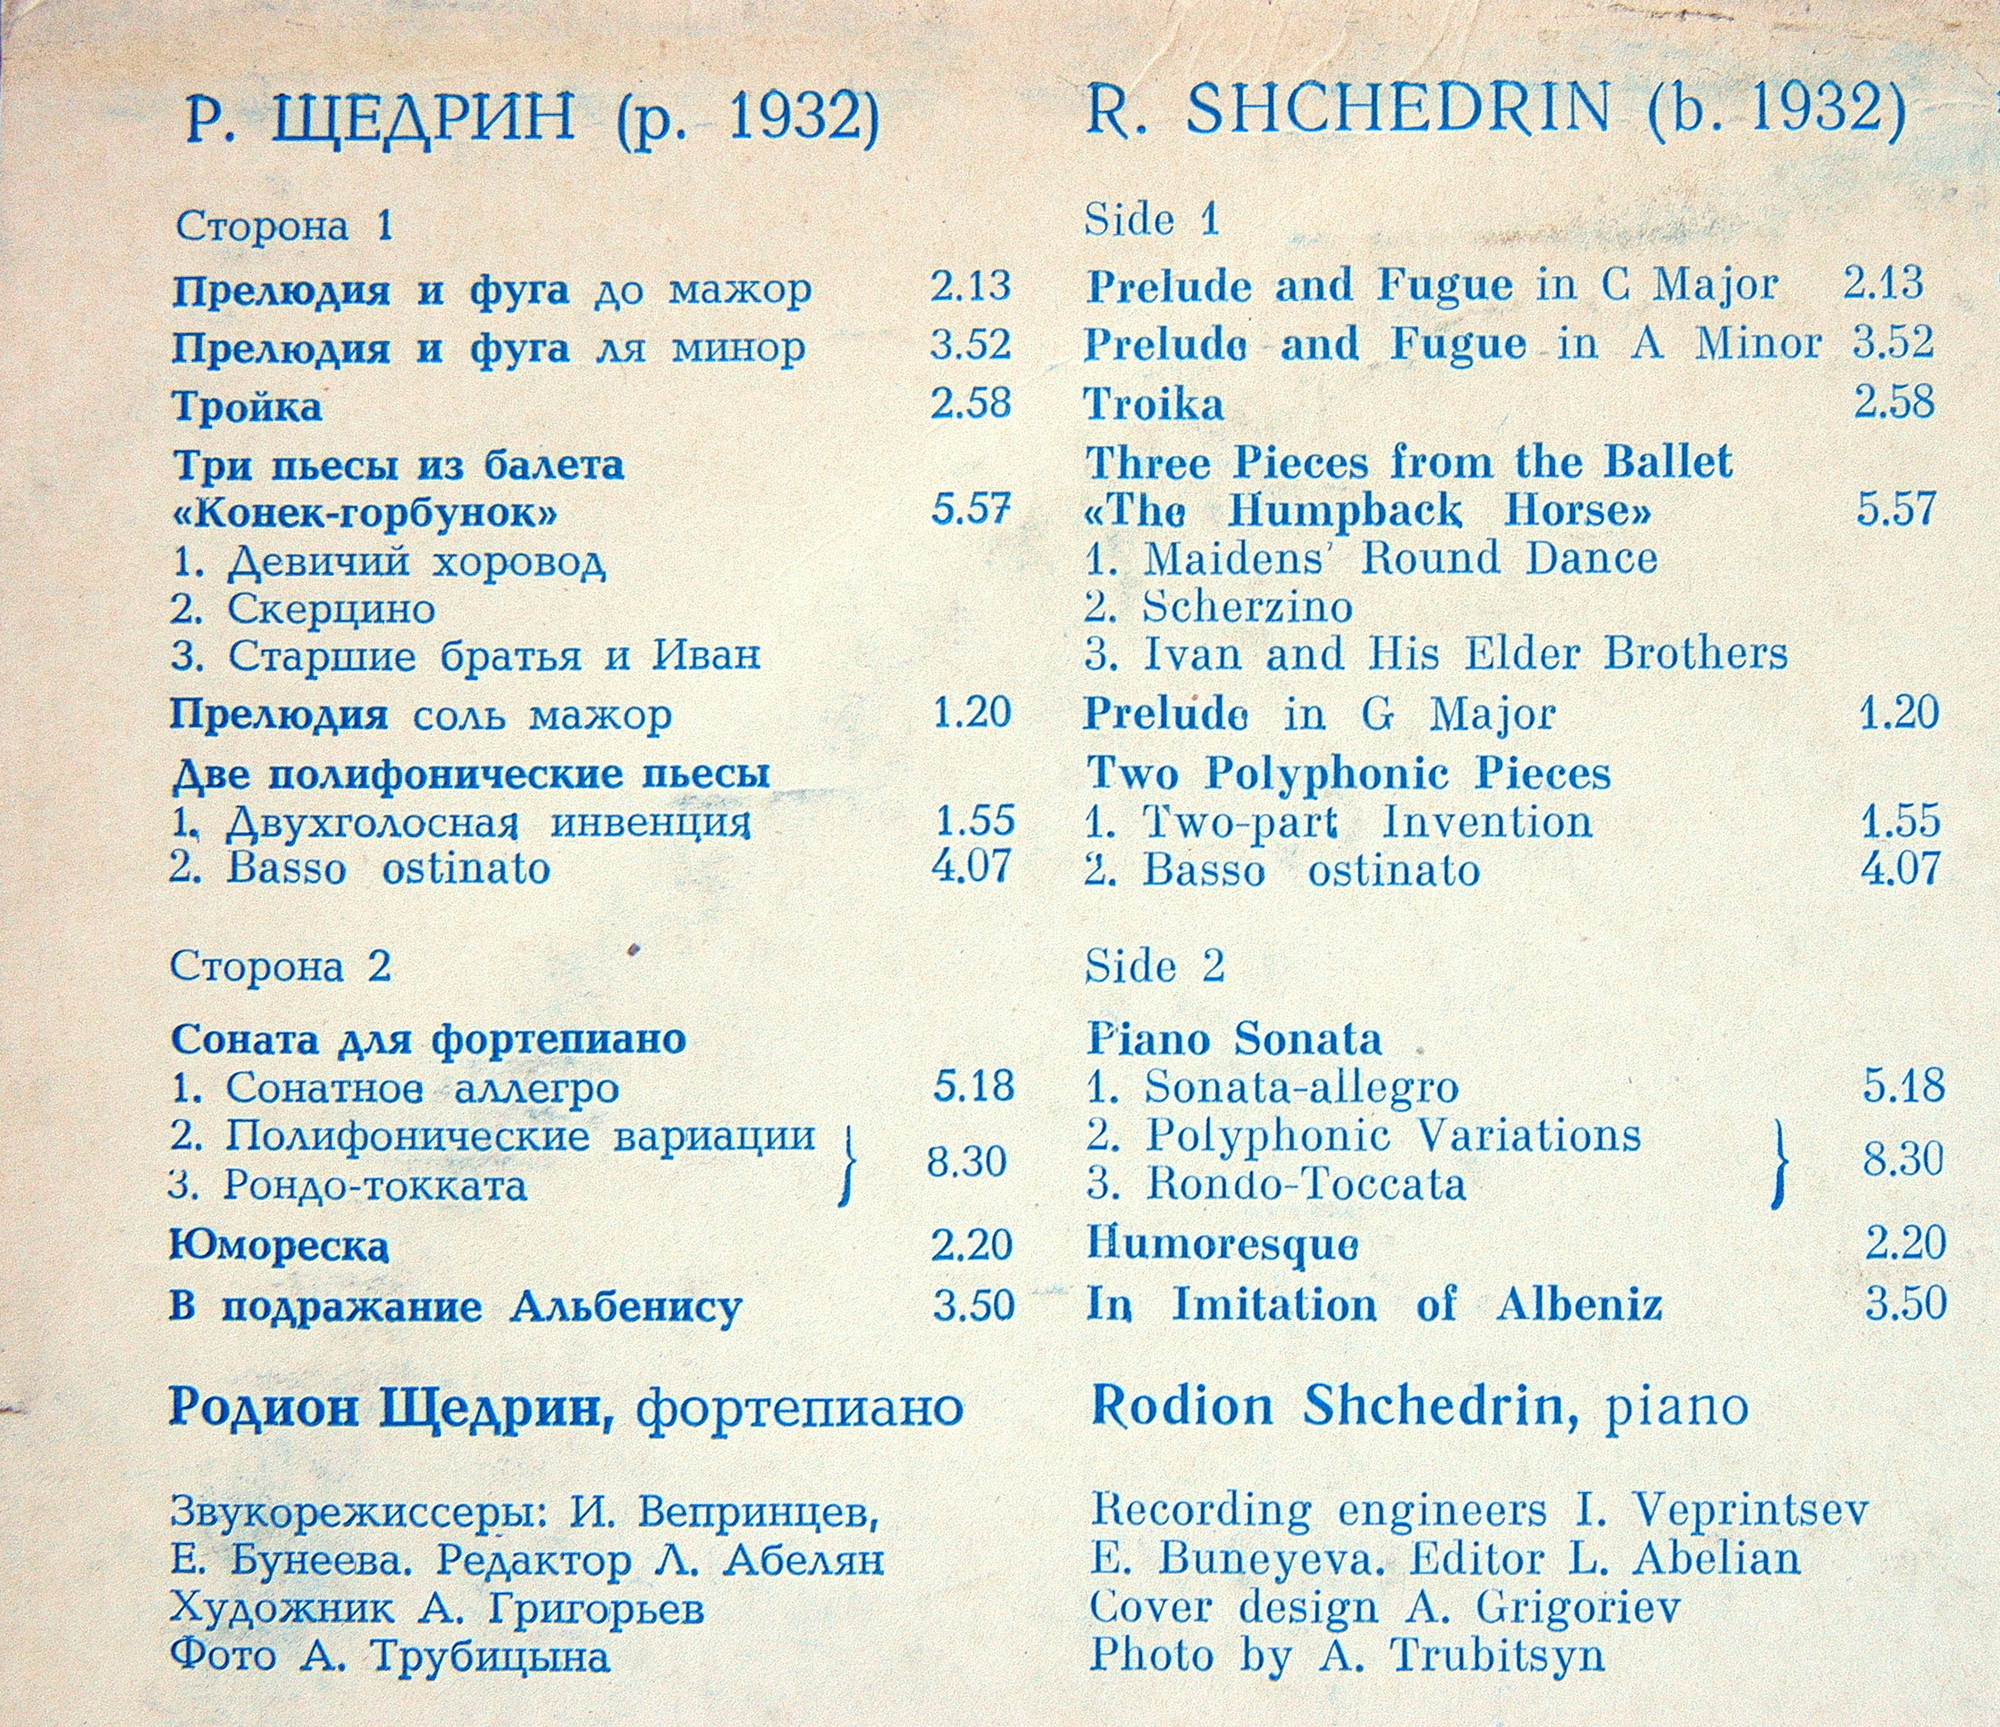 Р. ЩЕДРИН (р. 1932)
Сторона 1
Прелюдия и фуга до мажор 2.13
Прелюдия и фуга ля минор 3.52
Тройка 2.58
Три пьесы из балета
«Конек-горбунок» 5.57
1. Девичий хоровод
2. Скерцино
3. Старшие братья и Иван
Прелюдия соль мажор 1.20
Две полифонические пьесы
1. Двухголосная инвенция 1.55
2. Basso ostinato 4.07
Сторона 2
Соната для фортепиано
1. Сонатное аллегро 5.18
2. Полифонические вариации
3. Рондо-токката } 8.30
Юмореска 2.20
В подражание Альбенису 3.50
Родион Щедрин, фортепиано
Звукорежиссеры: И. Вепринцев,
Е. Бунеева. Редактор Л. Абелян
Художник А. Григорьев
Фото А. Трубицына
R. SHCHEDRIN (b. 1932)
Side 1
Prelude and Fugue in C Major 2.13
Prelude and Fugue in A Minor 3.52
Troika 2.58
Three Pieces from the Ballet
«The Humpback Horse» 5.57
1. Maidens' Round Dance
2. Scherzino
3. Ivan and His Elder Brothers
Prelude in G Major 1.20
Two Polyphonic Pieces
1. Two-part Invention 1.55
2. Basso ostinato 4.07
Side 2
Piano Sonata
1. Sonata-allegro 5.18
2. Polyphonic Variations
3. Rondo-Toccata } 8.30
Humoresque 2.20
In Imitation of Albeniz 3.50
Rodion Shchedrin, piano
Recording engineers I. Veprintsev
E. Buneyeva. Editor L. Abelian
Cover design A. Grigoriev
Photo by A. Trubitsyn